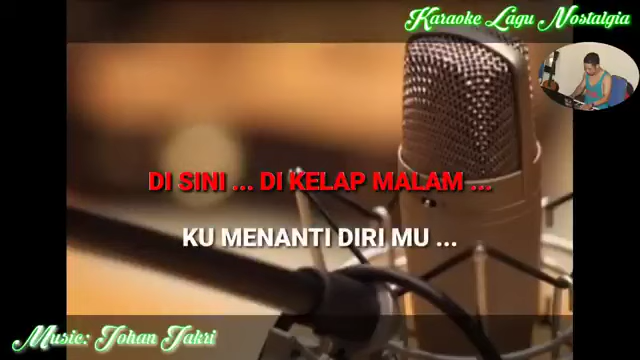 Karaoke Lagu Nostalgia
DI SINI ... DI KELAP MALAM ...
KU MENANTI DIRI MU ...
Music: Johan Jakri